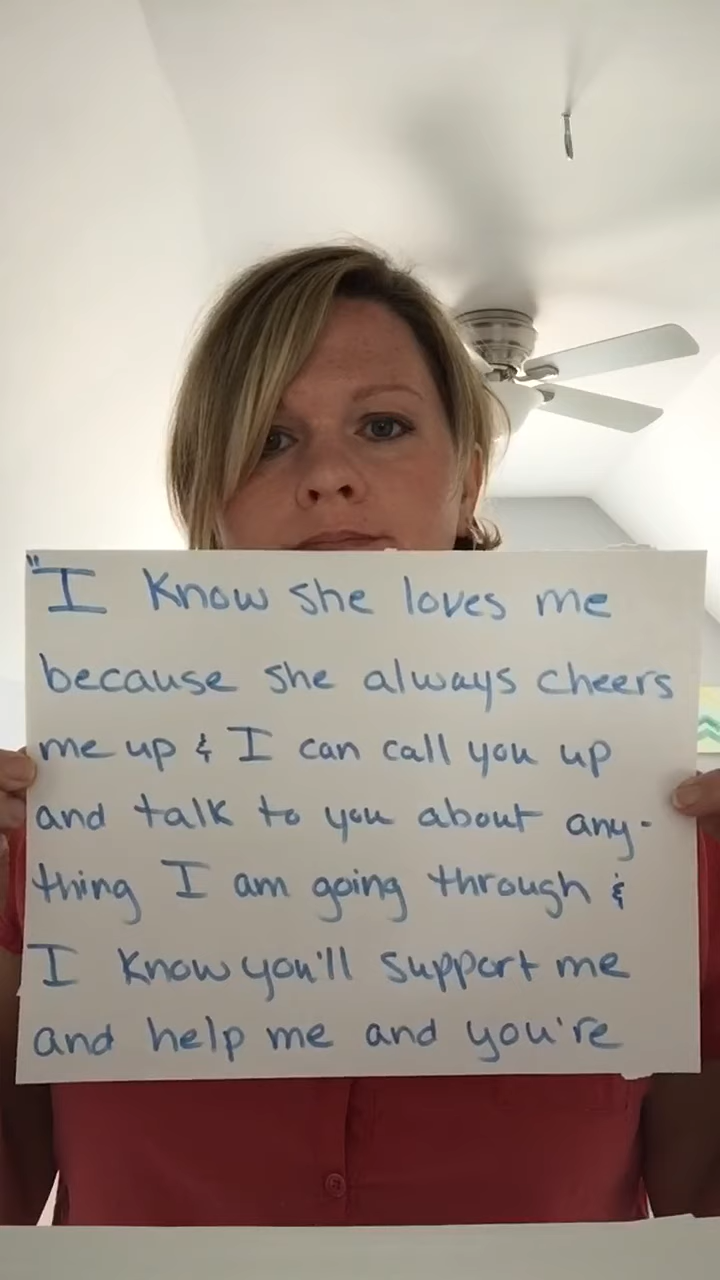 "I know she loves me
because she always cheers
me up & I can call you up
and talk to you about any-
thing I am going through &
I know you'll support me
and help me and you're